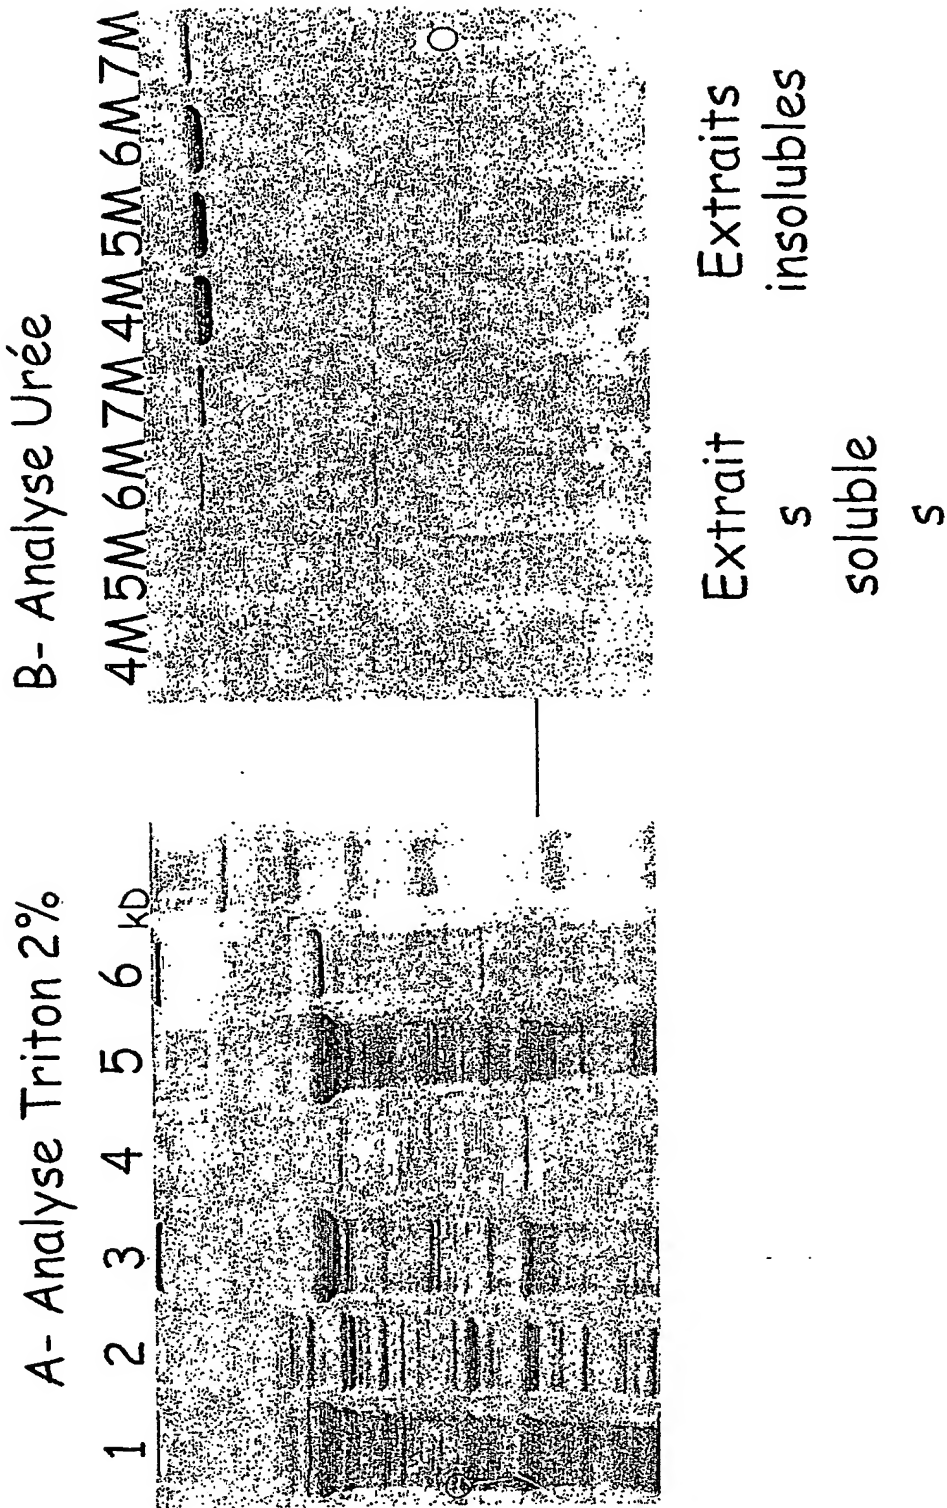 A- Analyse Triton 2%
1 2 3 4 5 6 KD
B- Analyse Urée
4M 5M 6M 7M 4M 5M 6M 7M
Extrait
s
soluble
s
Extraits
insolubles